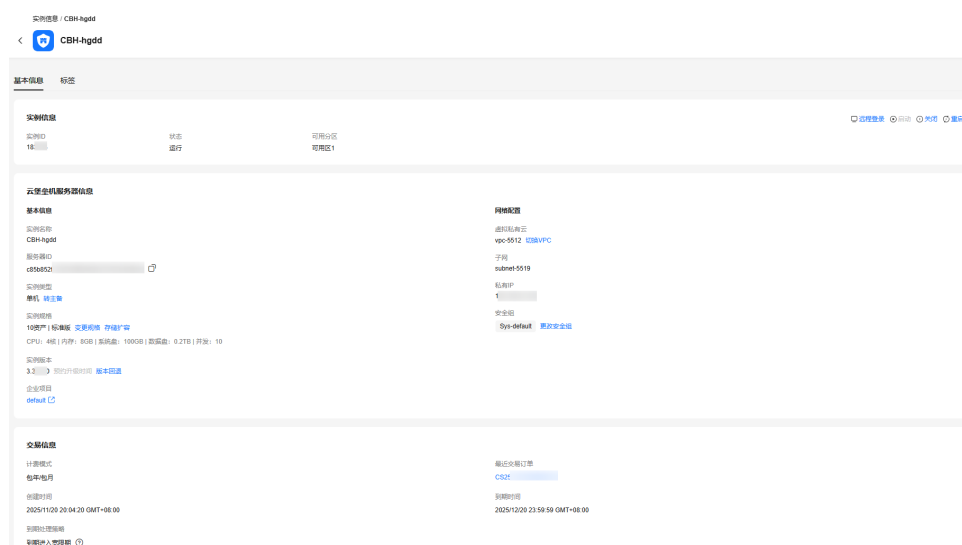 实例信息 / CBH-hgdd
CBH-hgdd
基本信息 标签
实例信息
远程登录 启动 关闭 重启
实例ID 状态 可用分区
18 运行 可用区1
云堡垒机服务器信息
基本信息
实例名称
CBH-hgdd
服务器ID
c85b852
实例类型
单机 转主备
实例规格
10资产 | 标准版 变更规格 存储扩容
CPU：4核 | 内存：8GB | 系统盘：100GB | 数据盘：0.2TB | 并发：10
实例版本
3.3 0 预约升级时间 版本回退
企业项目
default
网络配置
虚拟私有云
vpc-5512 切换VPC
子网
subnet-5519
私有IP
1
安全组
Sys-default 更改安全组
交易信息
计费模式
包年/包月
创建时间
2025/11/20 20:04:20 GMT+08:00
到期处理策略
到期进入宽限期
最近交易订单
CS25
到期时间
2025/12/20 23:59:59 GMT+08:00